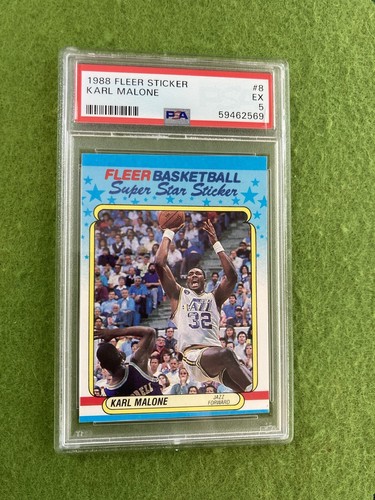 1988 FLEER STICKER #8
KARL MALONE EX
PSA 5
59462569
FLEER BASKETBALL
Super Star Sticker
JAZZ
32
KARL MALONE
JAZZ
FORWARD